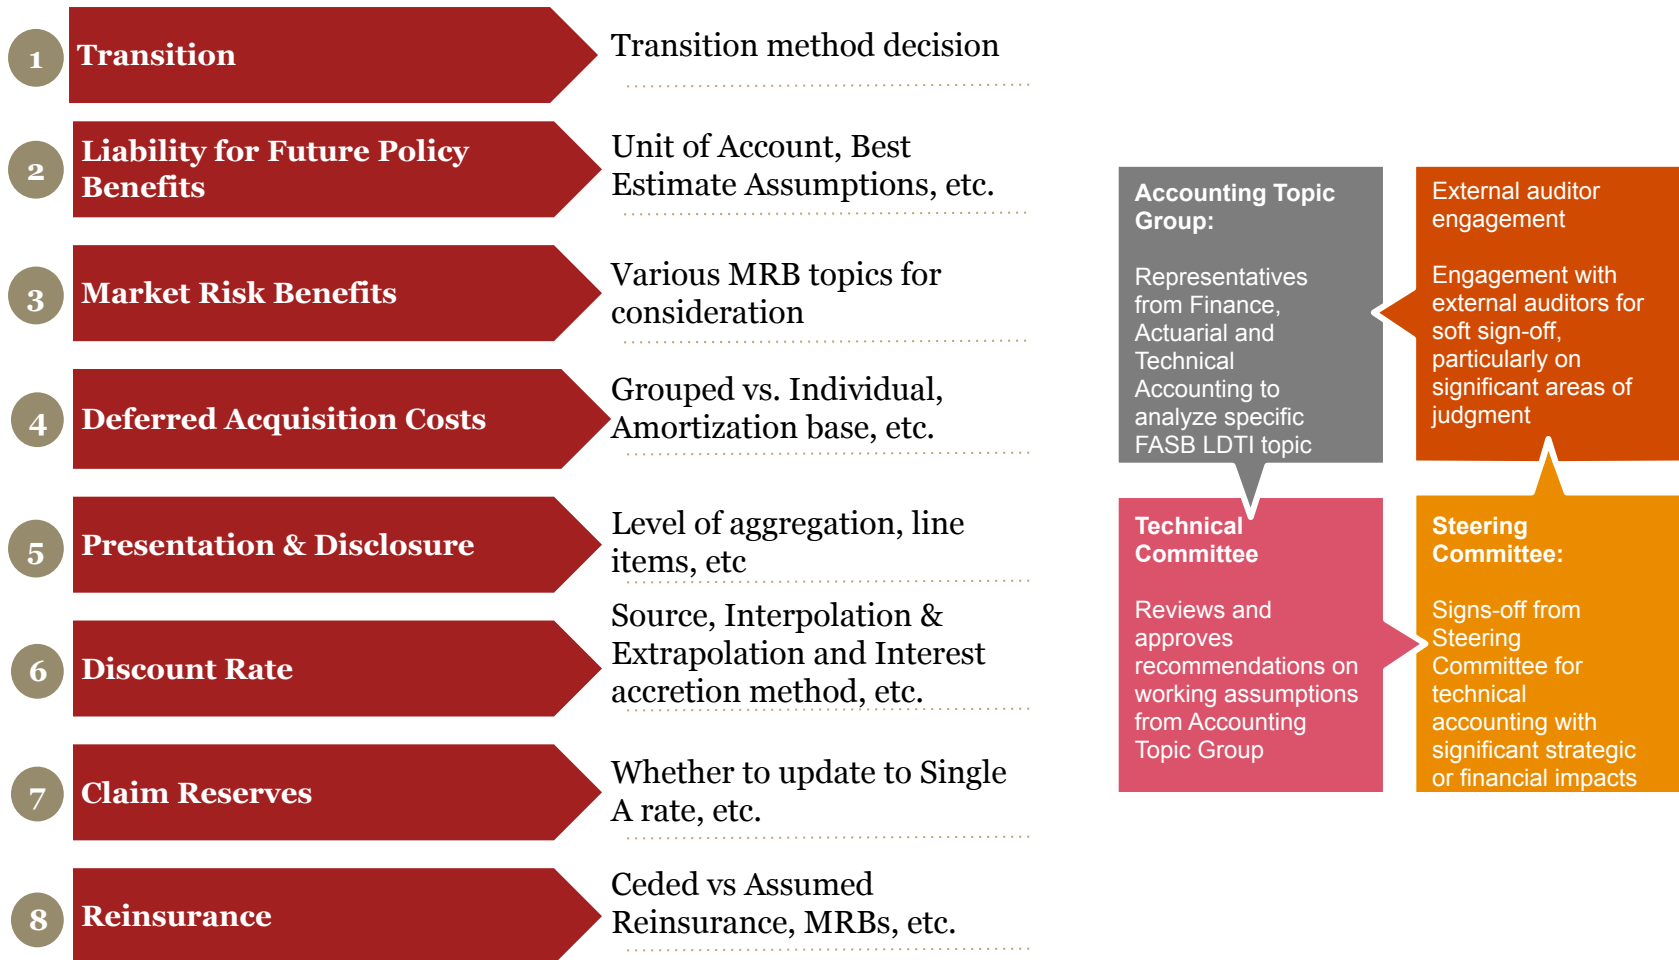 1
Transition
Transition method decision
2
Liability for Future Policy
Benefits
Unit of Account, Best
Estimate Assumptions, etc.
3
Market Risk Benefits
Various MRB topics for
consideration
4
Deferred Acquisition Costs
Grouped vs. Individual,
Amortization base, etc.
5
Presentation & Disclosure
Level of aggregation, line
items, etc
6
Discount Rate
Source, Interpolation &
Extrapolation and Interest
accretion method, etc.
7
Claim Reserves
Whether to update to Single
A rate, etc.
8
Reinsurance
Ceded vs Assumed
Reinsurance, MRBs, etc.
Accounting Topic
Group:
Representatives
from Finance,
Actuarial and
Technical
Accounting to
analyze specific
FASB LDTI topic
External auditor
engagement
Engagement with
external auditors for
soft sign-off,
particularly on
significant areas of
judgment
Technical
Committee
Reviews and
approves
recommendations on
working assumptions
from Accounting
Topic Group
Steering
Committee:
Signs-off from
Steering
Committee for
technical
accounting with
significant strategic
or financial impacts